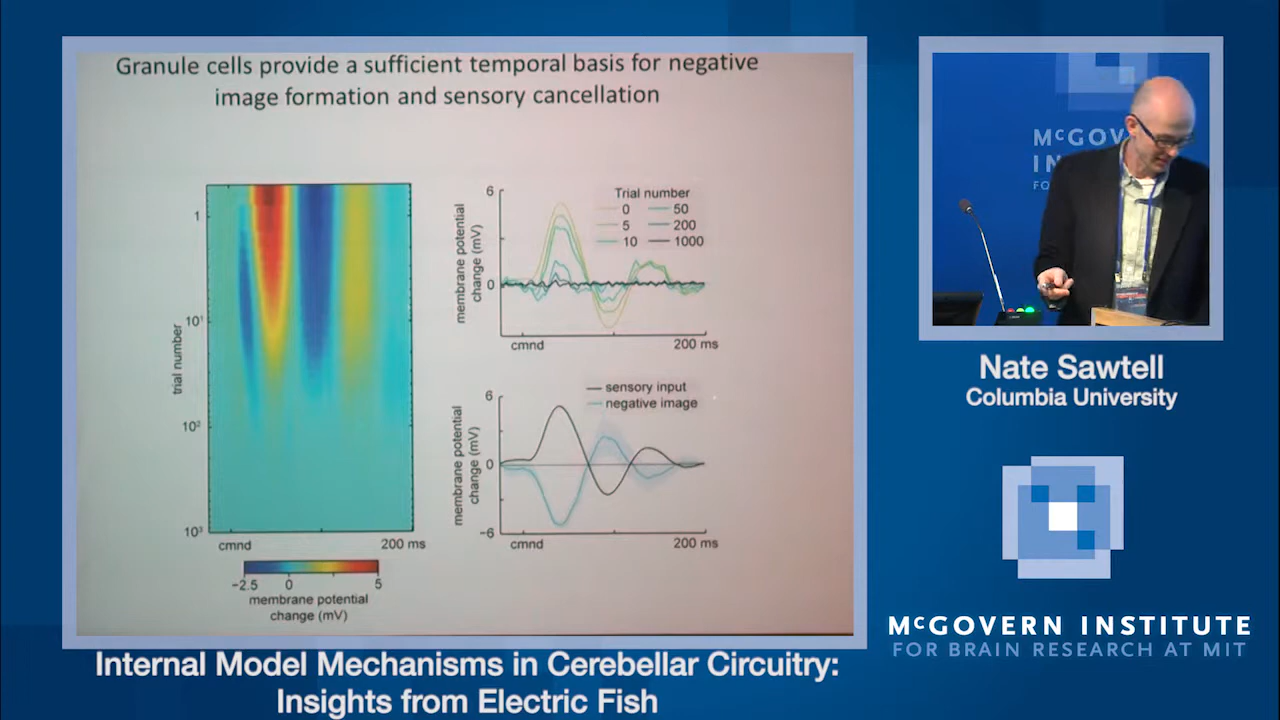 Granule cells provide a sufficient temporal basis for negative
image formation and sensory cancellation
trial number
1
10¹
10²
10³
cmnd
200 ms
−2.5
0
5
membrane potential
change (mV)
membrane potential
change (mV)
6
0
Trial number
0
50
5
200
10
1000
cmnd
200 ms
membrane potential
change (mV)
6
0
−6
sensory input
negative image
cmnd
200 ms
McGOV
IN
FO
Nate Sawtell
Columbia University
McGOVERN INSTITUTE
FOR BRAIN RESEARCH AT MIT
Internal Model Mechanisms in Cerebellar Circuitry:
Insights from Electric Fish